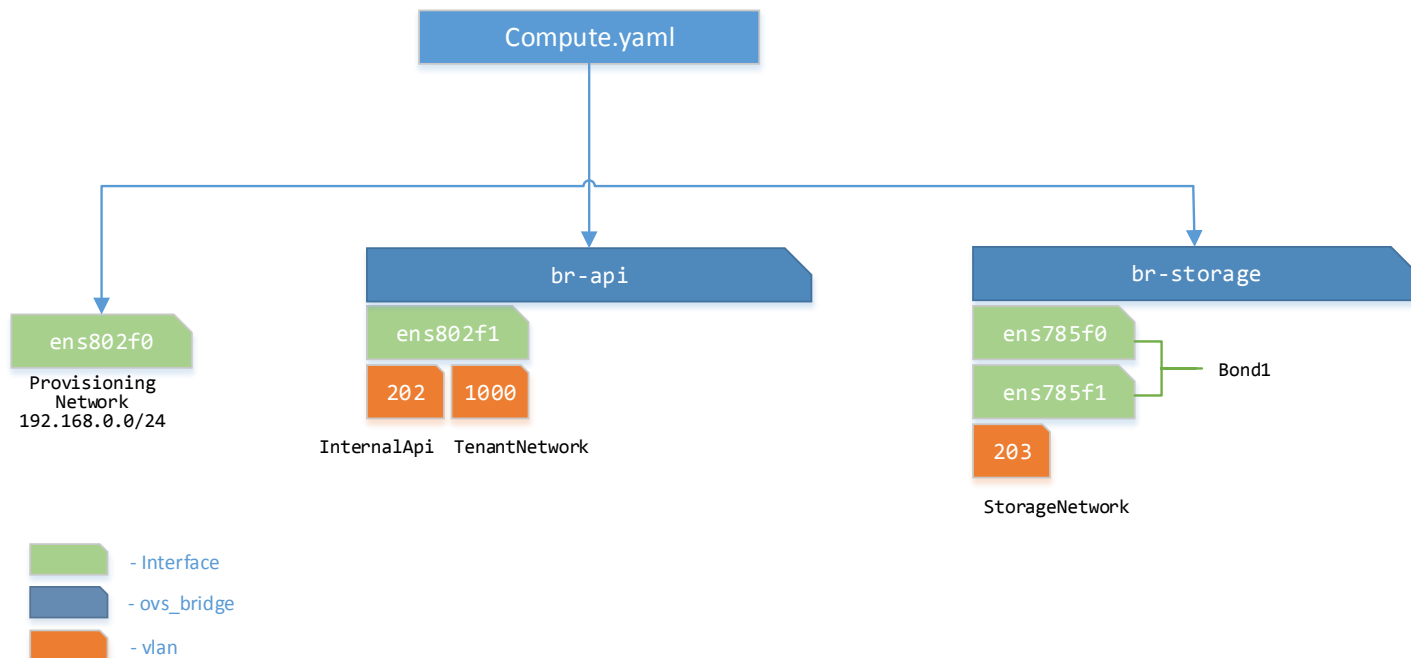 Compute.yaml
br-api
br-storage
ens802f0
Provisioning
Network
192.168.0.0/24
ens802f1
202
1000
InternalApi
TenantNetwork
ens785f0
ens785f1
Bond1
203
StorageNetwork
- Interface
- ovs_bridge
- vlan